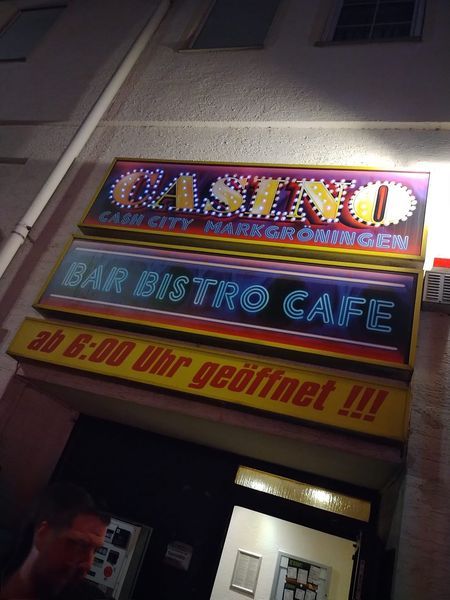 CASINO
CASH CITY MARKGRÖNINGEN
BAR BISTRO CAFE
ab 6:00 Uhr geöffnet !!!